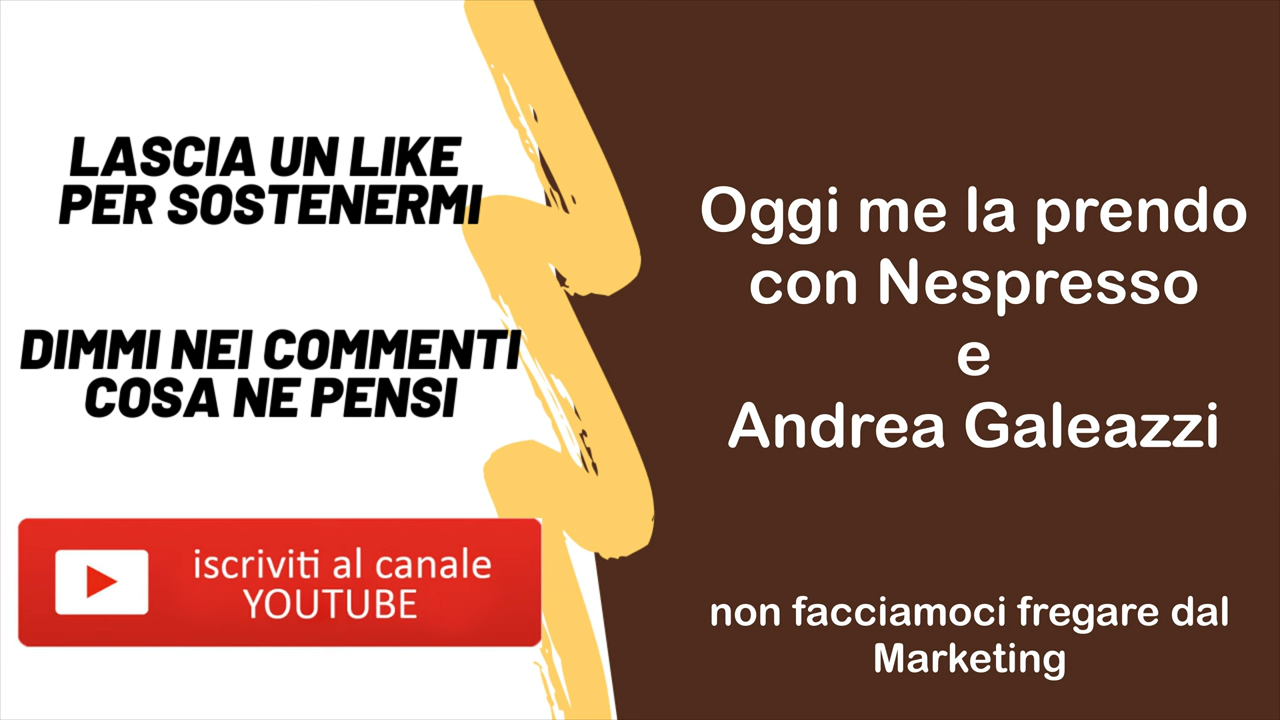 LASCIA UN LIKE
PER SOSTENERMI
DIMMI NEI COMMENTI
COSA NE PENSI
iscriviti al canale
YOUTUBE
Oggi me la prendo
con Nespresso
e
Andrea Galeazzi
non facciamoci fregare dal
Marketing